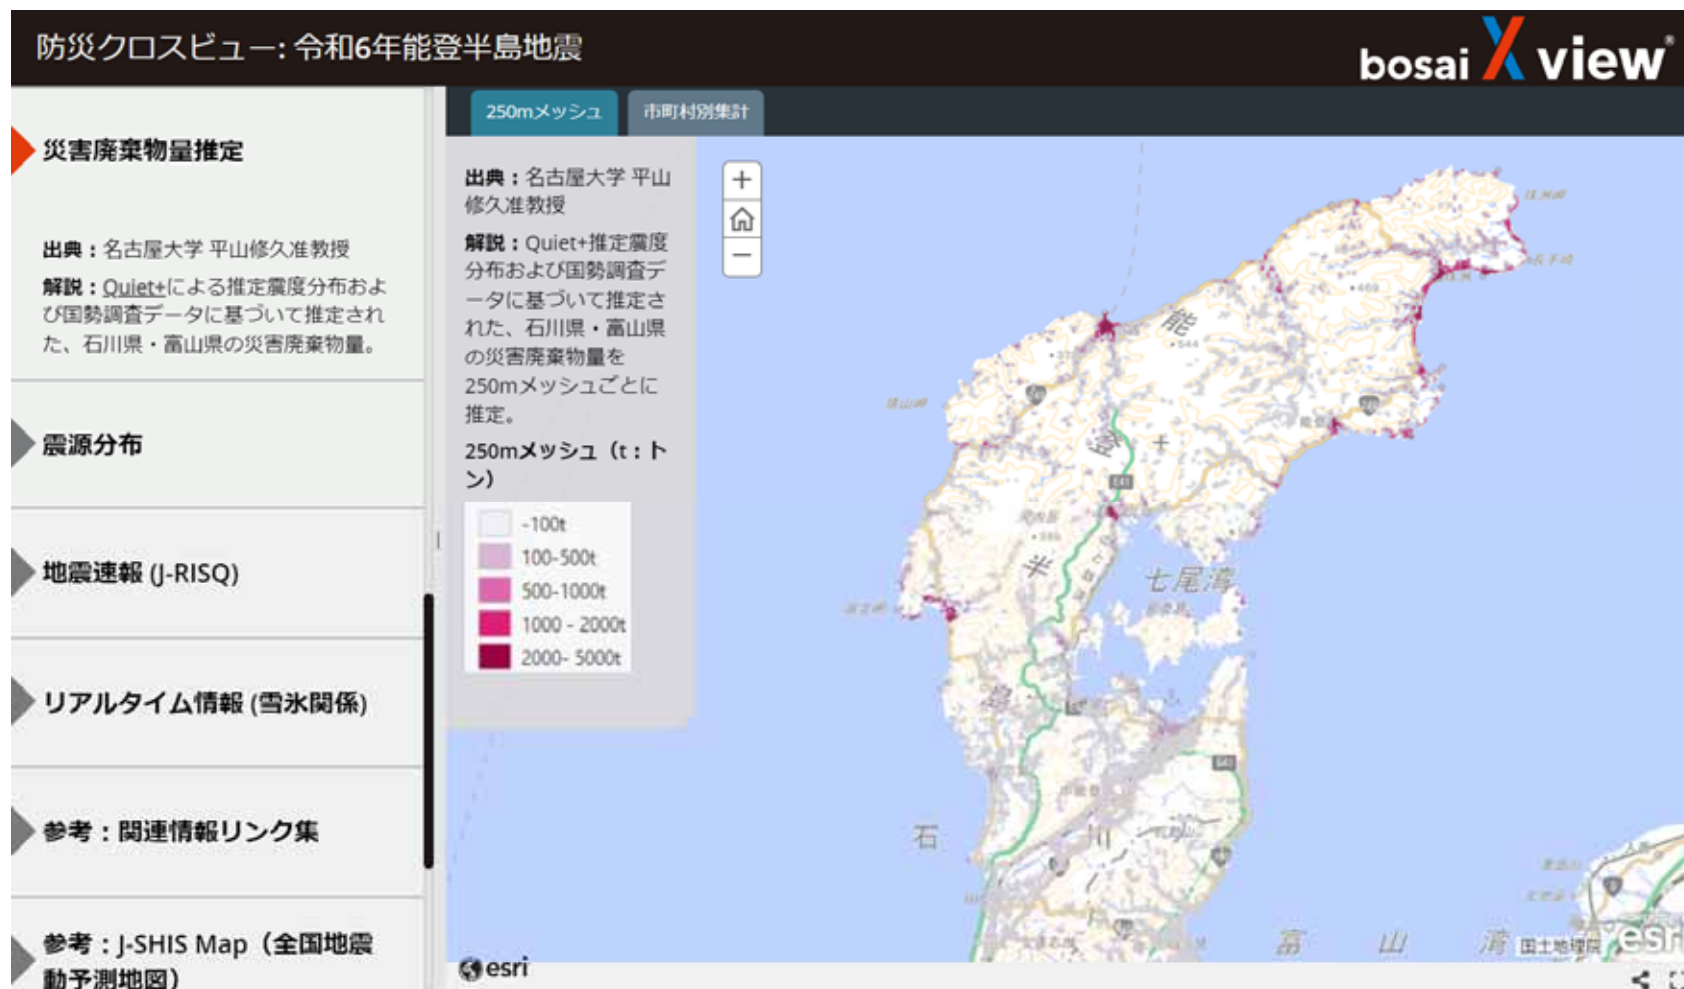 防災クロスビュー: 令和6年能登半島地震
bosai X view
災害廃棄物量推定
出典：名古屋大学 平山修久准教授
解説：Quiet+による推定震度分布およ
び国勢調査データに基づいて推定され
た、石川県・富山県の災害廃棄物量。
震源分布
地震速報 (J-RISQ)
リアルタイム情報 (雪氷関係)
参考：関連情報リンク集
参考：J-SHIS Map（全国地震
動予測地図）
250mメッシュ
市町村別集計
出典：名古屋大学 平山
修久准教授
解説：Quiet+推定震度
分布および国勢調査デ
ータに基づいて推定さ
れた、石川県・富山県
の災害廃棄物量を
250mメッシュごとに
推定。
250mメッシュ（t：ト
ン）
-100t
100-500t
500-1000t
1000 - 2000t
2000- 5000t
+
−
能
登
半
島
七尾湾
石
川
富 山 湾
E41
国土地理院
esri
esri